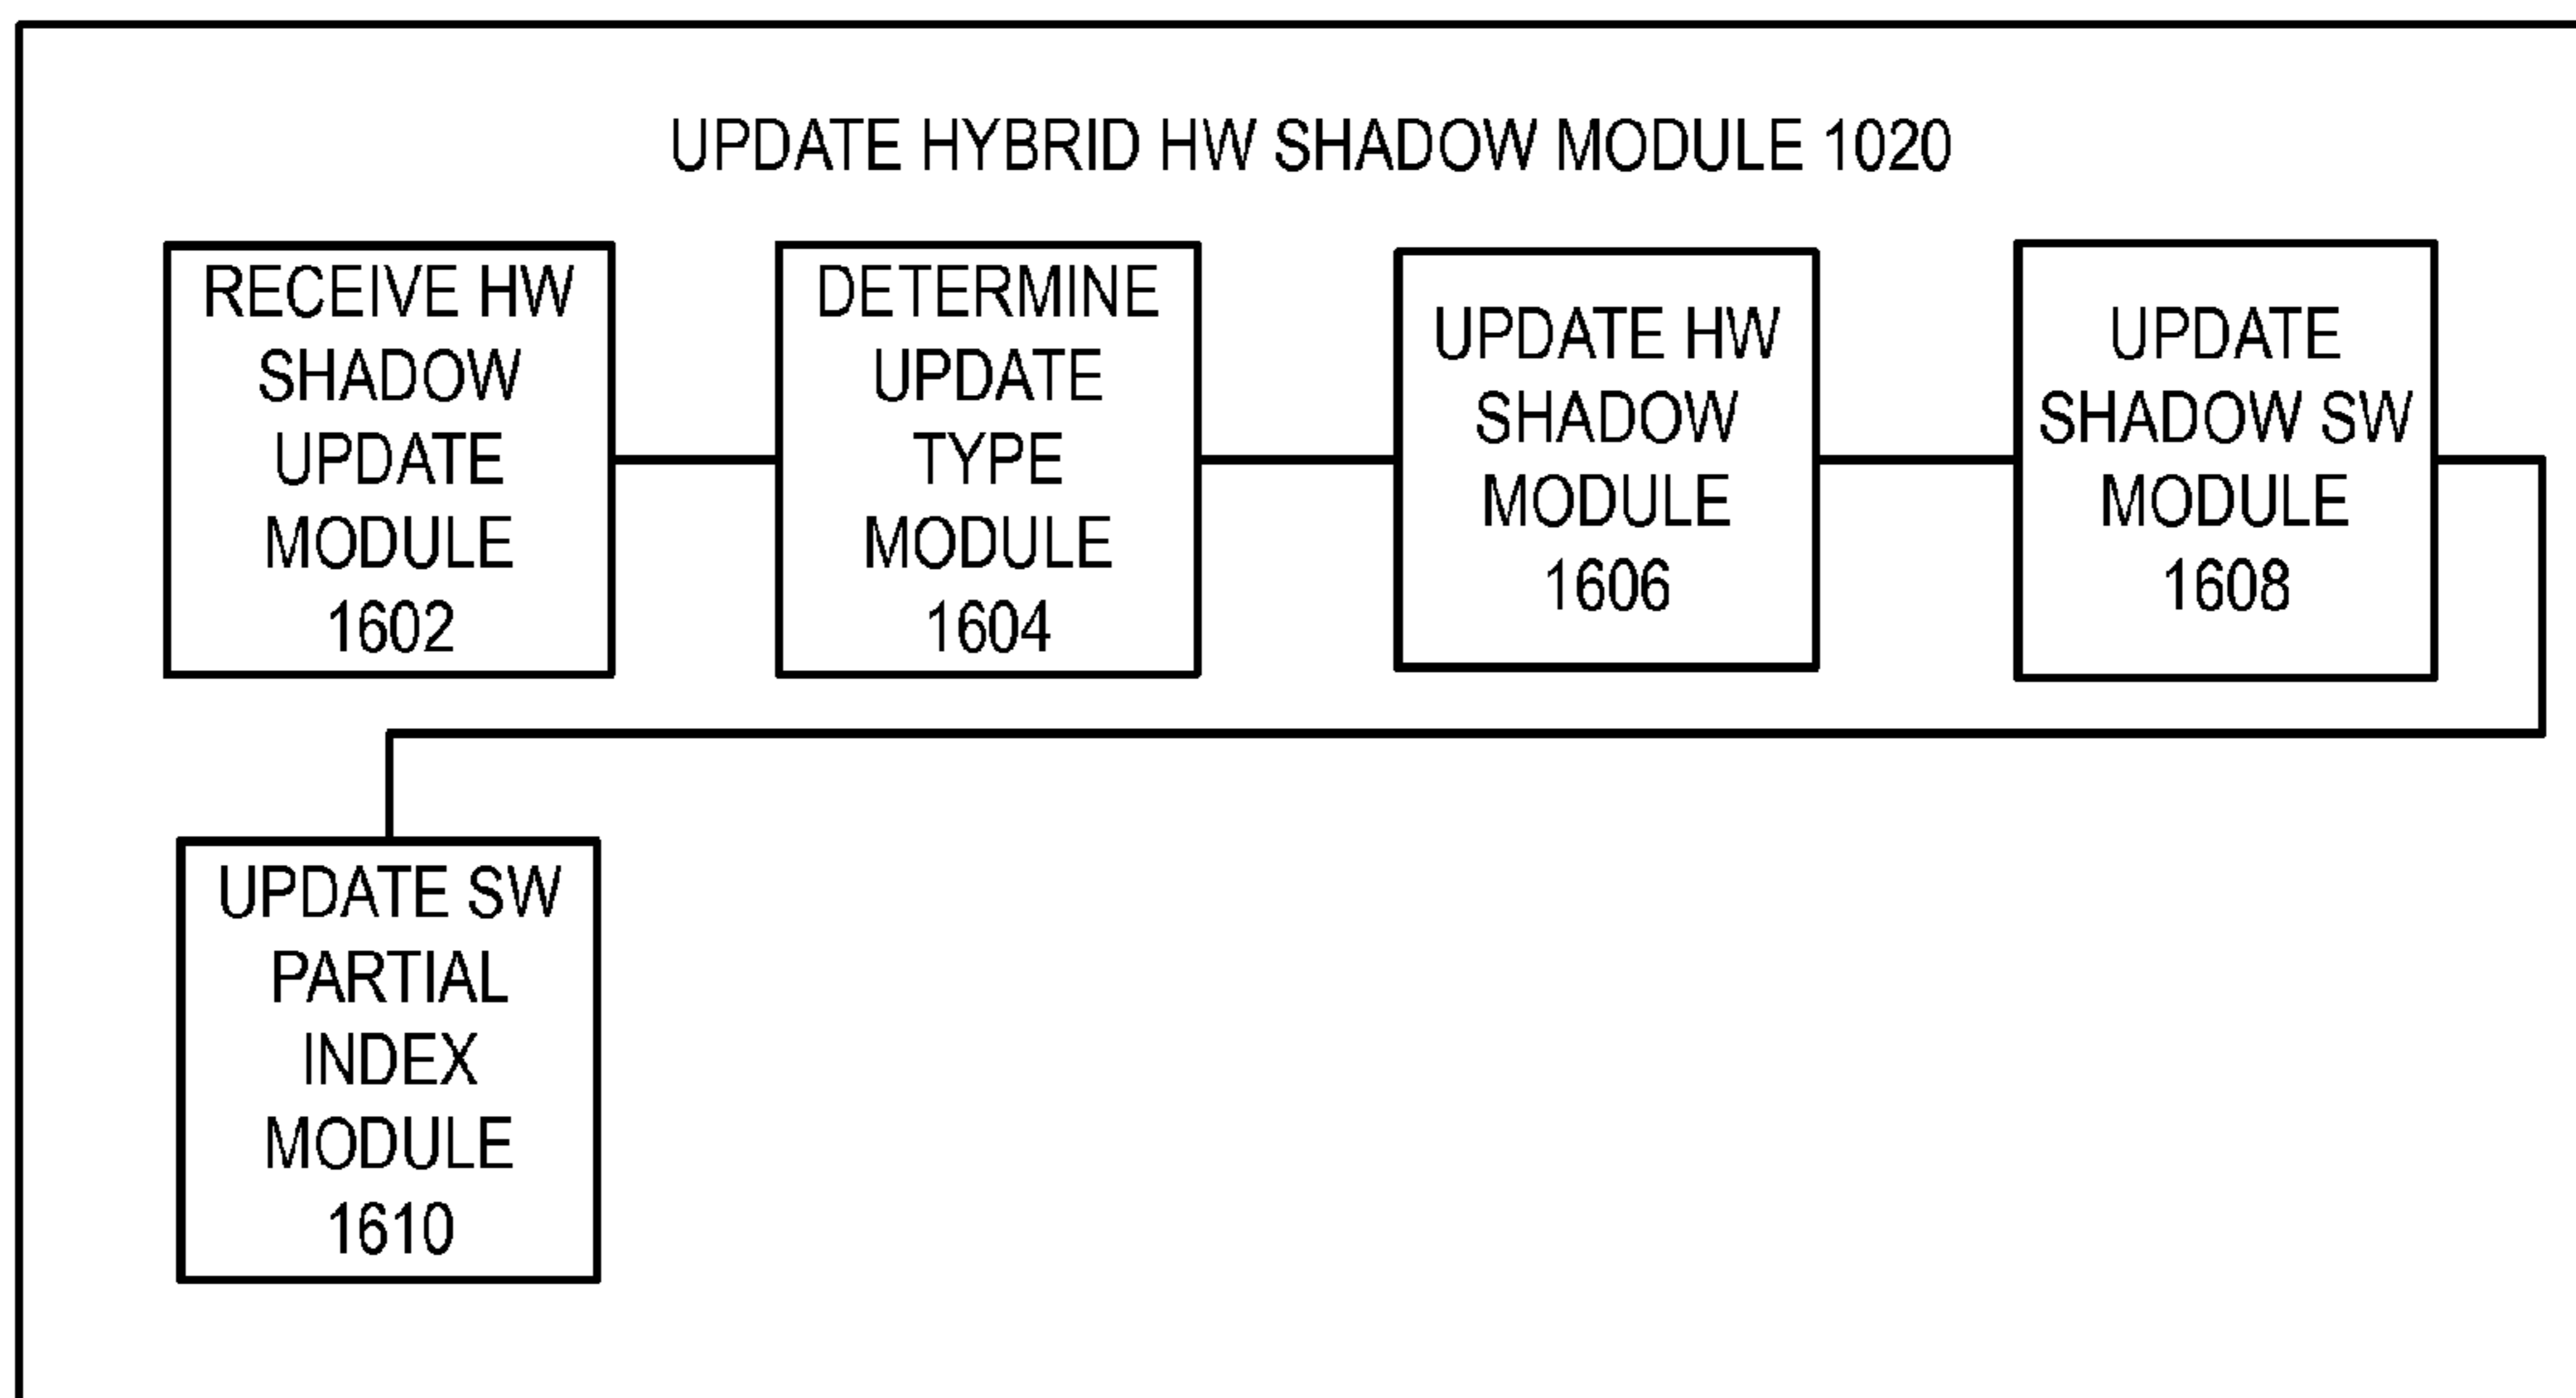 UPDATE HYBRID HW SHADOW MODULE 1020
RECEIVE HW
SHADOW
UPDATE
MODULE
1602
DETERMINE
UPDATE
TYPE
MODULE
1604
UPDATE HW
SHADOW
MODULE
1606
UPDATE
SHADOW SW
MODULE
1608
UPDATE SW
PARTIAL
INDEX
MODULE
1610